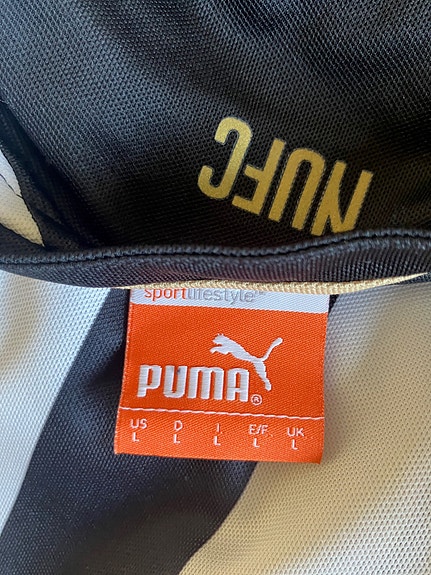 NUFC
sportlifestyle®
PUMA®
US D I E/F UK
L L L L L